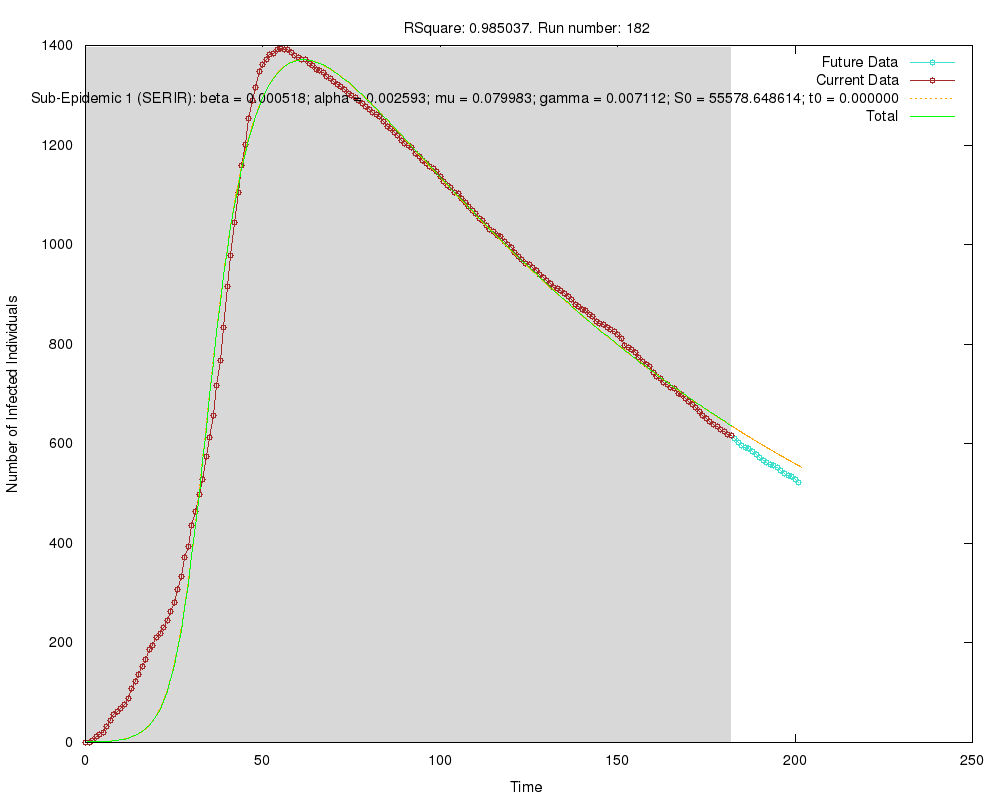 RSquare: 0.985037. Run number: 182
1400
1200
1000
800
600
400
200
0
Number of Infected Individuals
Future Data
Current Data
Sub-Epidemic 1 (SERIR): beta = 0.000518; alpha = 0.002593; mu = 0.079983; gamma = 0.007112; S0 = 55578.648614; t0 = 0.000000
Total
0 50 100 150 200 250
Time